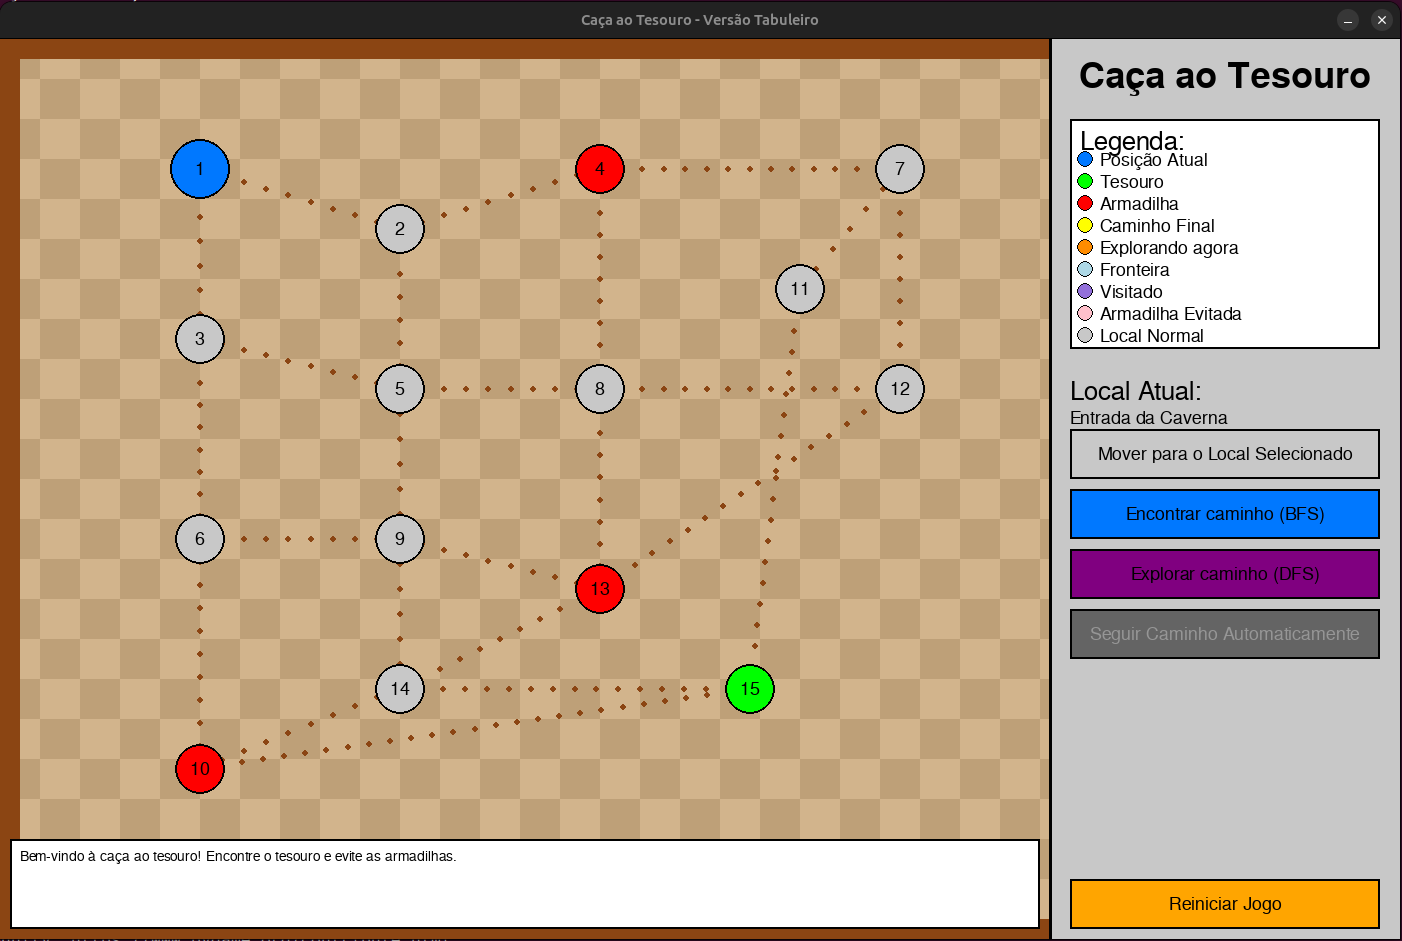 Caça ao Tesouro - Versão Tabuleiro
Caça ao Tesouro
Legenda:
Posição Atual
Tesouro
Armadilha
Caminho Final
Explorando agora
Fronteira
Visitado
Armadilha Evitada
Local Normal
Local Atual:
Entrada da Caverna
Mover para o Local Selecionado
Encontrar caminho (BFS)
Explorar caminho (DFS)
Seguir Caminho Automaticamente
Reiniciar Jogo
1
4
7
2
11
3
5
8
12
6
9
13
14
15
10
Bem-vindo à caça ao tesouro! Encontre o tesouro e evite as armadilhas.